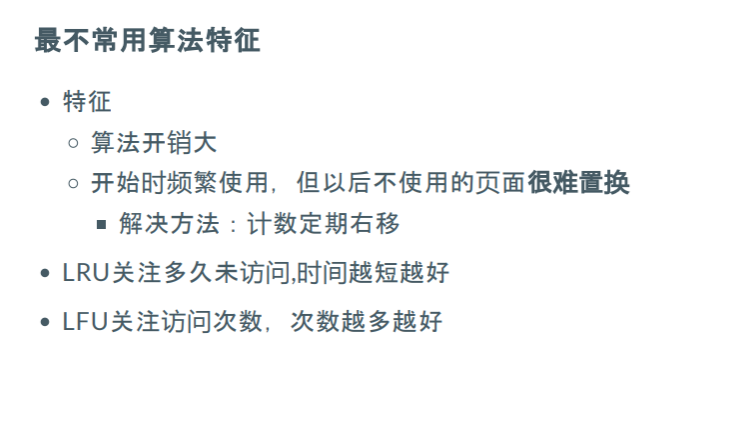 最不常用算法特征
特征
算法开销大
开始时频繁使用，但以后不使用的页面很难置换
解决方法：计数定期右移
LRU关注多久未访问,时间越短越好
LFU关注访问次数，次数越多越好